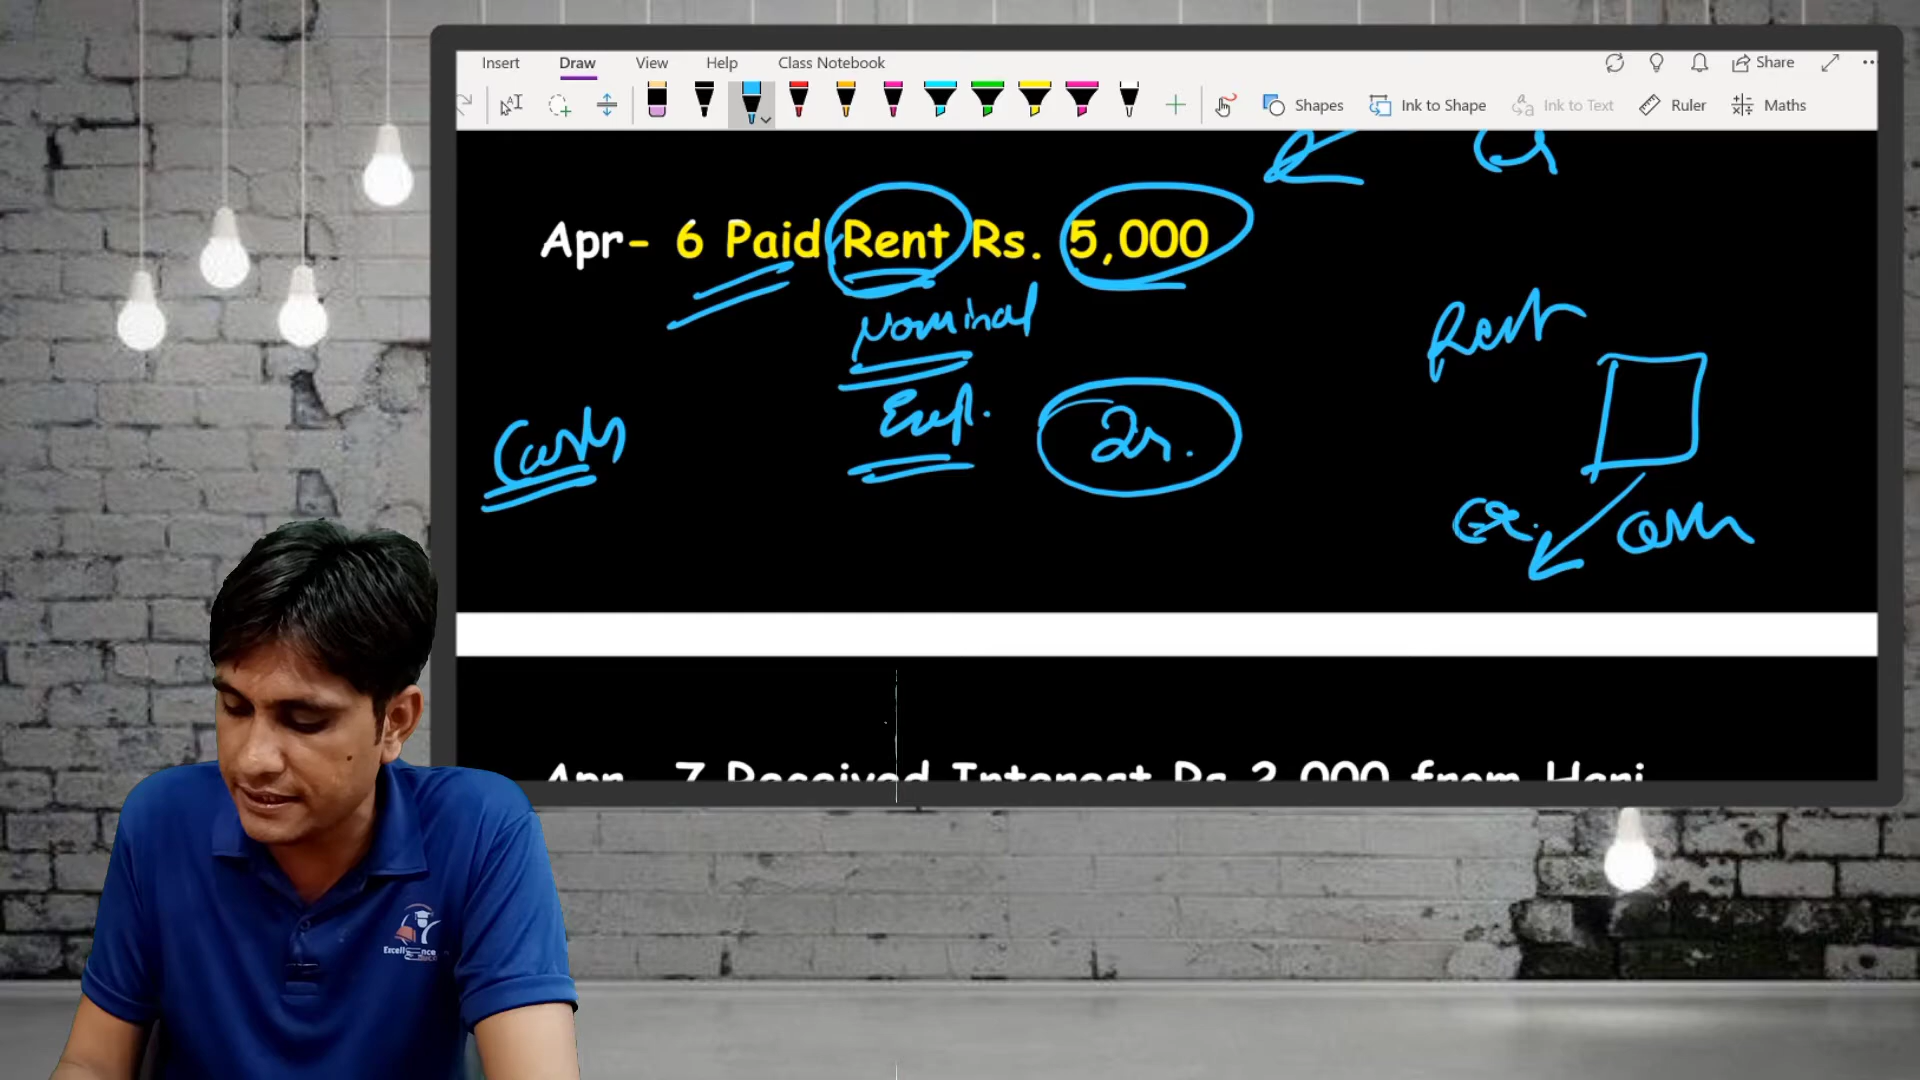 Insert Draw View Help Class Notebook Share
Shapes Ink to Shape Ink to Text Ruler Maths
Cr
Apr- 6 Paid Rent Rs. 5,000
Nominal
Rent
Exp.
Dr.
Cash
Cr.
Cash
Apr - 7 Received Interest Rs 2,000 from Hari